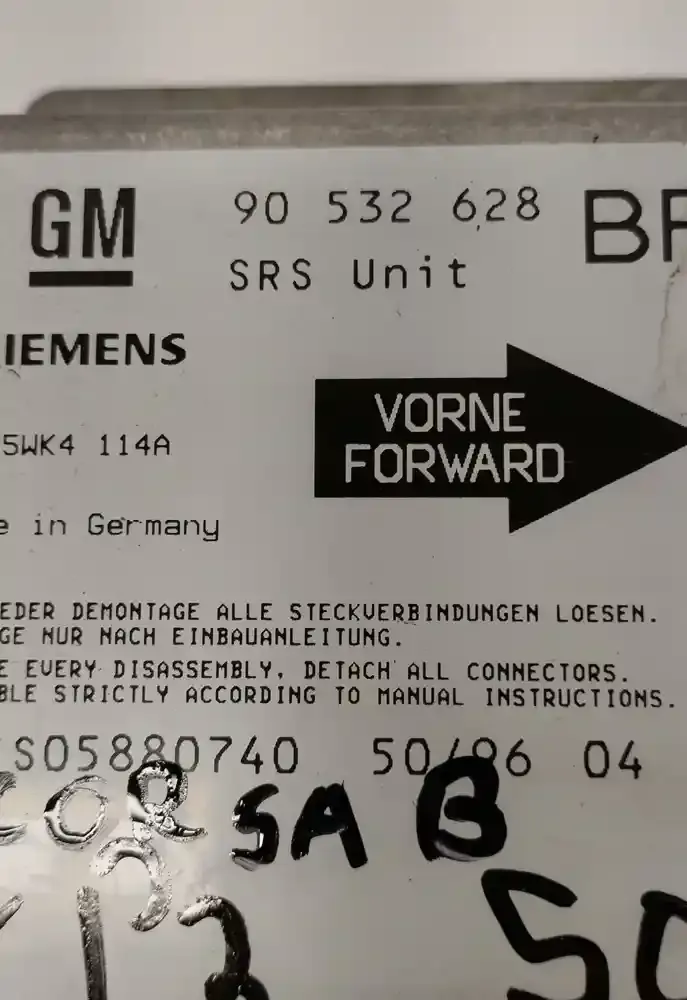 GM 90 532 628 BF
SRS Unit
IEMENS
VORNE
FORWARD
5WK4 114A
e in Germany
EDER DEMONTAGE ALLE STECKVERBINDUNGEN LOESEN.
GE NUR NACH EINBAUANLEITUNG.
E EVERY DISASSEMBLY, DETACH ALL CONNECTORS.
BLE STRICTLY ACCORDING TO MANUAL INSTRUCTIONS.
S05880740 50/96 04
CORSA B